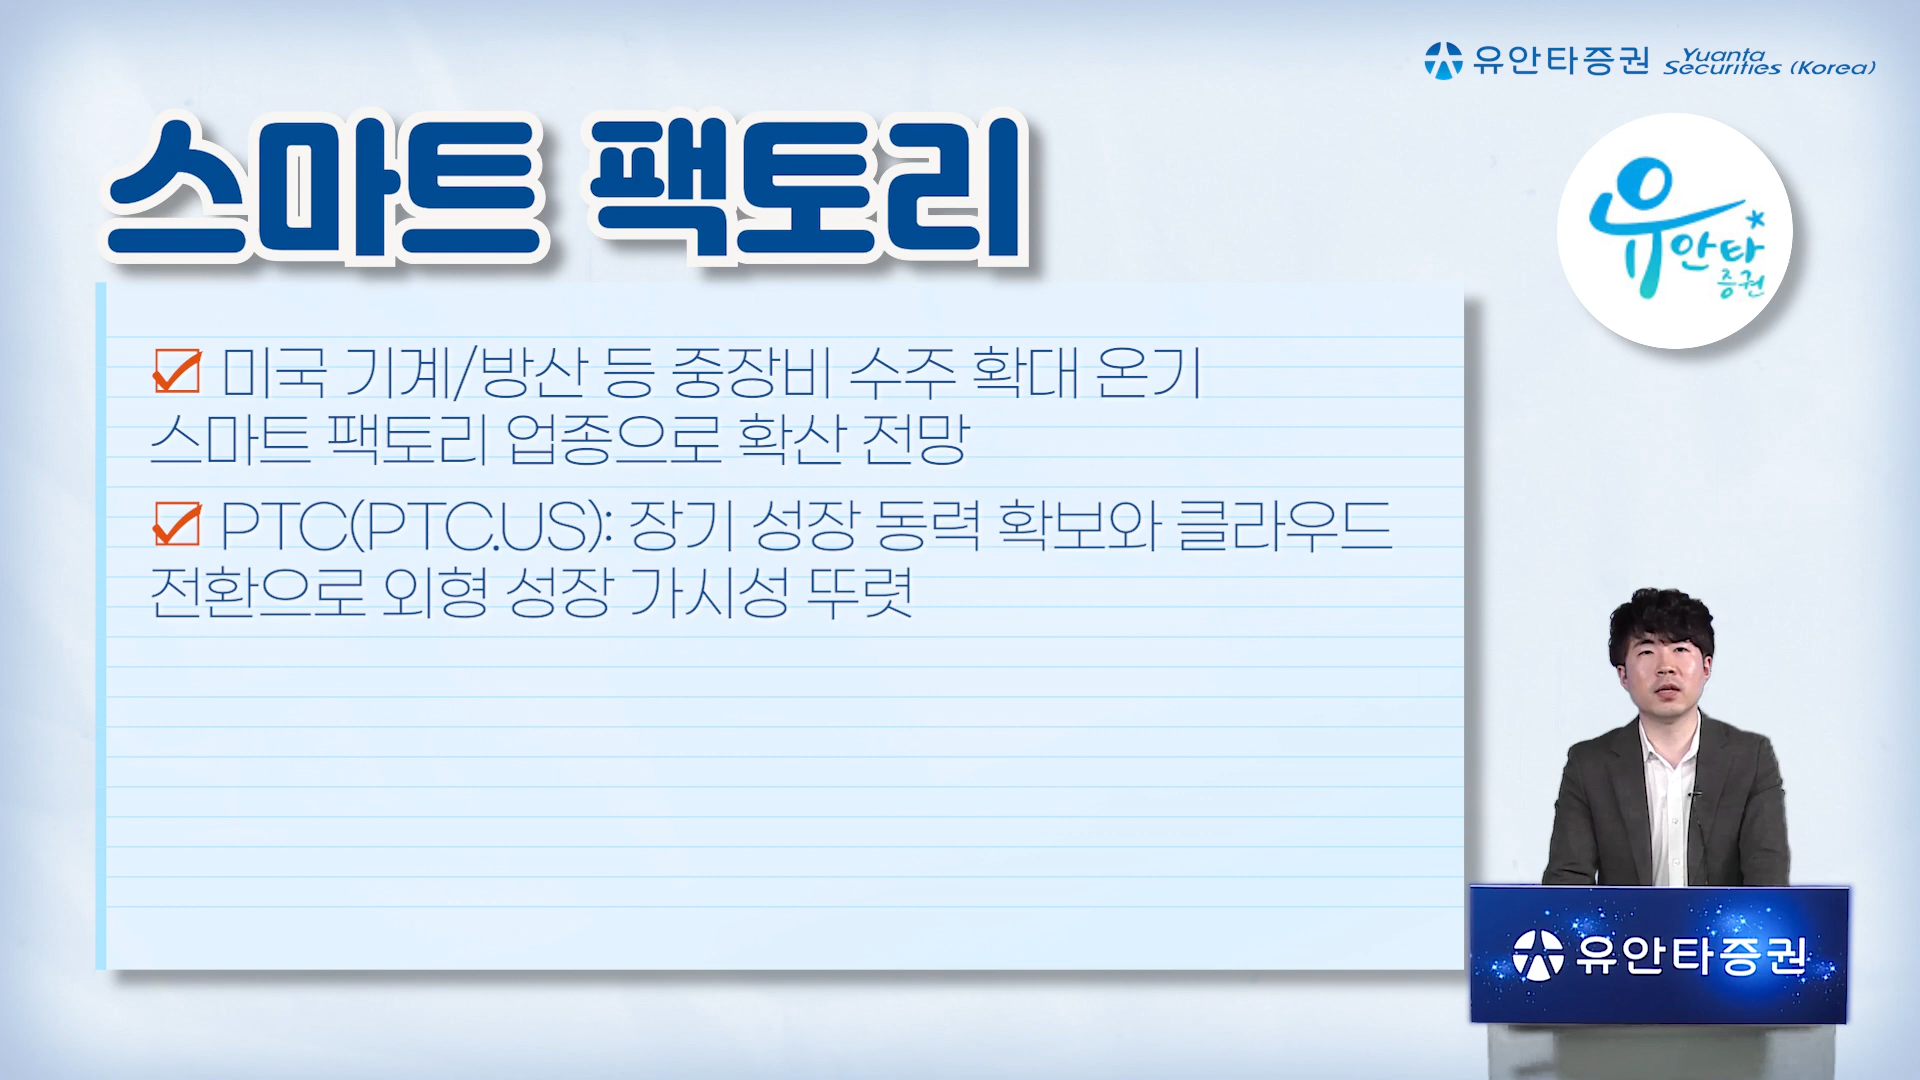 유안타증권 Yuanta Securities (Korea)
스마트 팩토리
유안타증권
미국 기계/방산 등 중장비 수주 확대 온기
스마트 팩토리 업종으로 확산 전망
PTC(PTC.US): 장기 성장 동력 확보와 클라우드
전환으로 외형 성장 가시성 뚜렷
유안타증권